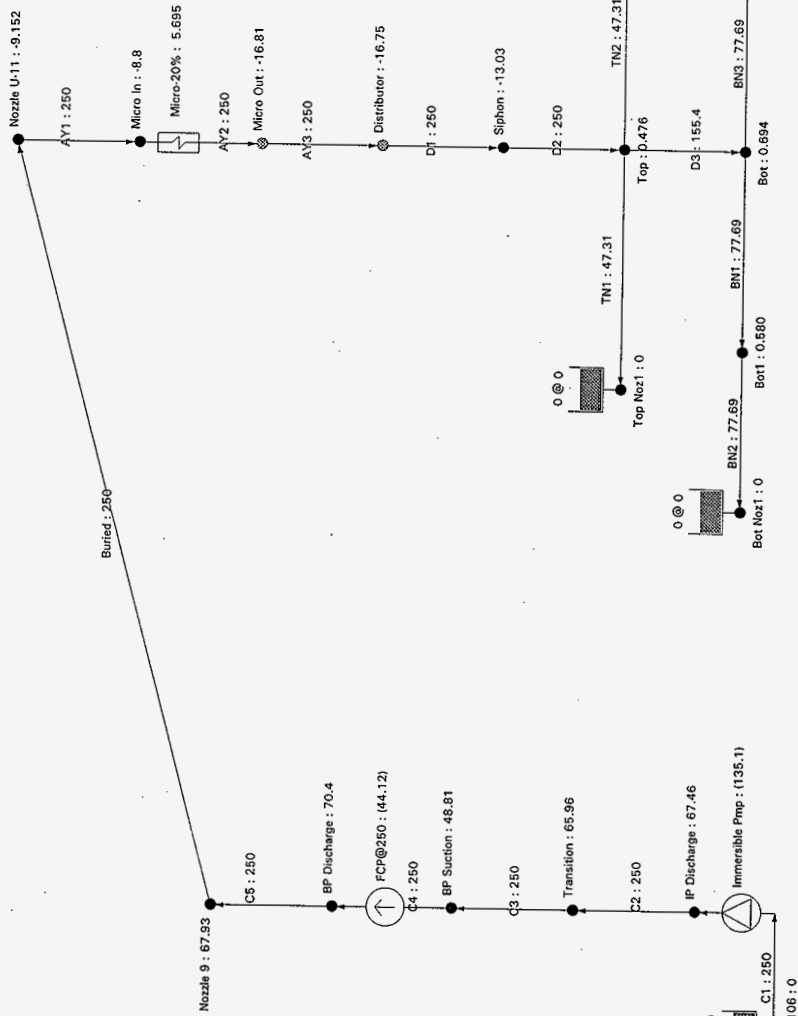 Nozzle U-11 : -9.152
AY1 : 250
Micro In : -8.8
Micro-20% : 5.695
AY2 : 250
Micro Out : -16.81
AY3 : 250
Distributor : -16.75
D1 : 250
Siphon : -13.03
D2 : 250
TN2 : 47.31
Top : 0.476
D3 : 155.4
BN3 : 77.69
Bot : 0.694
TN1 : 47.31
0 @ 0
Top Noz1 : 0
BN1 : 77.69
Bot1 : 0.580
BN2 : 77.69
0 @ 0
Bot Noz1 : 0
Buried : 250
Nozzle 9 : 67.93
C5 : 250
BP Discharge : 70.4
FCP@250 : (44.12)
C4 : 250
BP Suction : 48.81
C3 : 250
Transition : 65.96
C2 : 250
IP Discharge : 67.46
Immersible Pmp : (135.1)
C1 : 250
106 : 0